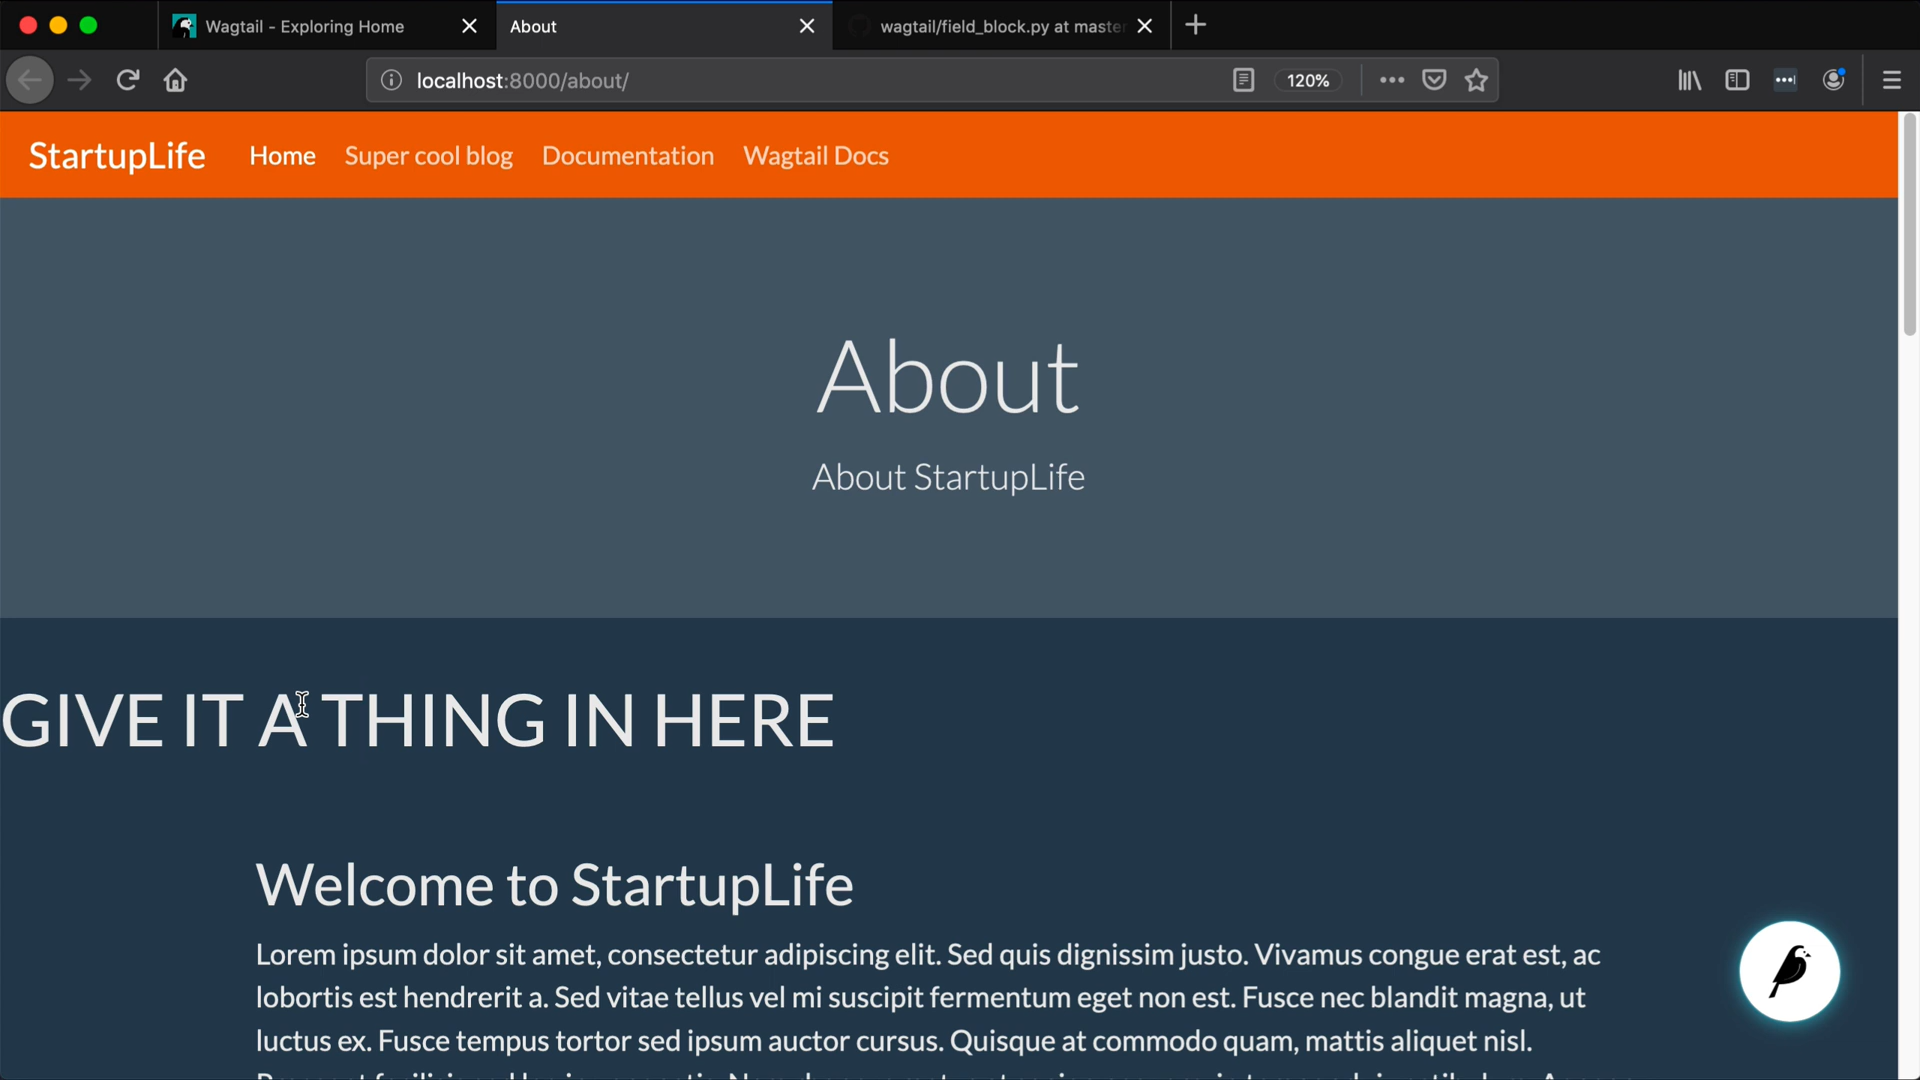 Wagtail - Exploring Home
About
wagtail/field_block.py at master
localhost:8000/about/
120%
StartupLife Home Super cool blog Documentation Wagtail Docs
About
About StartupLife
GIVE IT A THING IN HERE
Welcome to StartupLife
Lorem ipsum dolor sit amet, consectetur adipiscing elit. Sed quis dignissim justo. Vivamus congue erat est, ac
lobortis est hendrerit a. Sed vitae tellus vel mi suscipit fermentum eget non est. Fusce nec blandit magna, ut
luctus ex. Fusce tempus tortor sed ipsum auctor cursus. Quisque at commodo quam, mattis aliquet nisl.